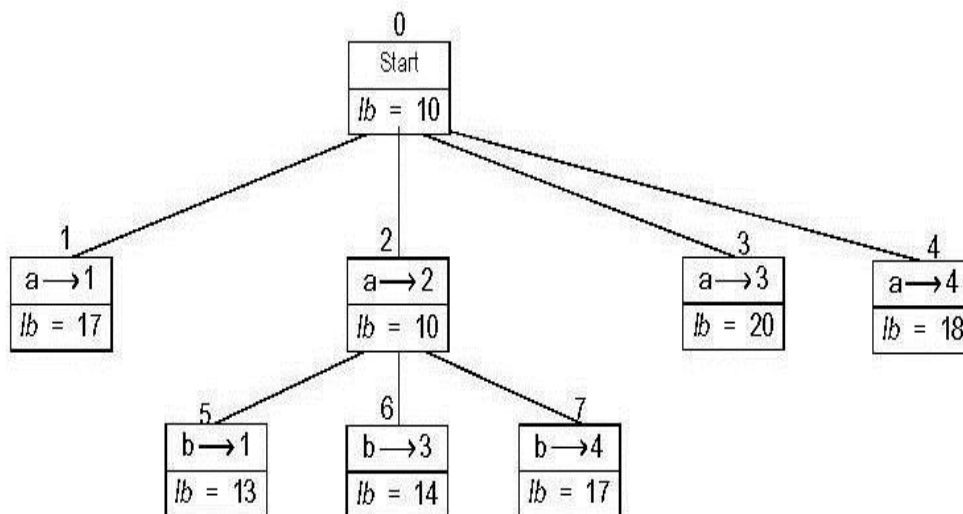 0
Start
lb = 10
1
2
3
4
a→1
a→2
a→3
a→4
lb = 17
lb = 10
lb = 20
lb = 18
5
6
7
b→1
b→3
b→4
lb = 13
lb = 14
lb = 17